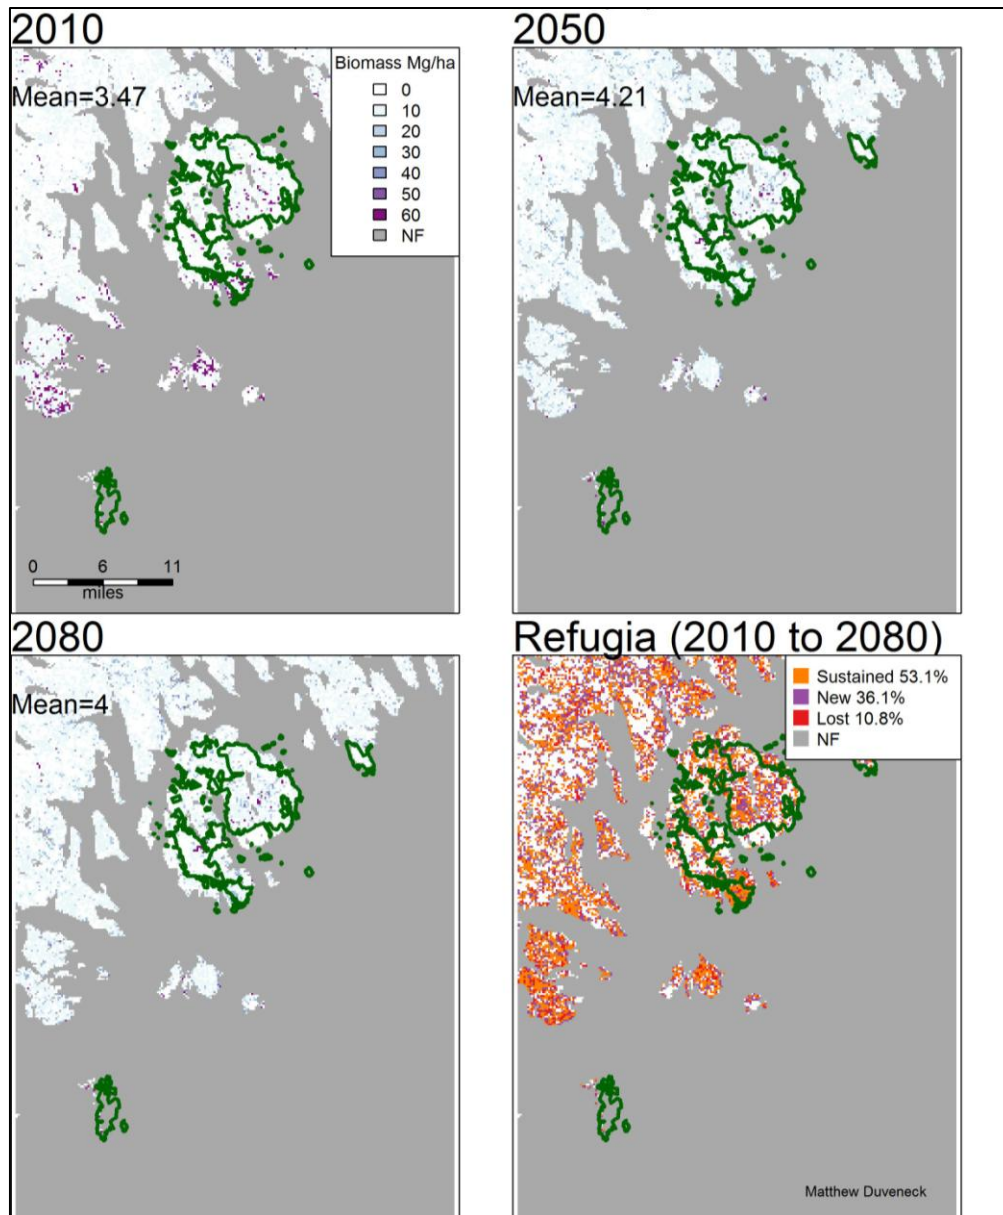 2010
Mean=3.47
Biomass Mg/ha
0
10
20
30
40
50
60
NF
0 6 11
miles
2050
Mean=4.21
2080
Mean=4
Refugia (2010 to 2080)
Sustained 53.1%
New 36.1%
Lost 10.8%
NF
Matthew Duveneck